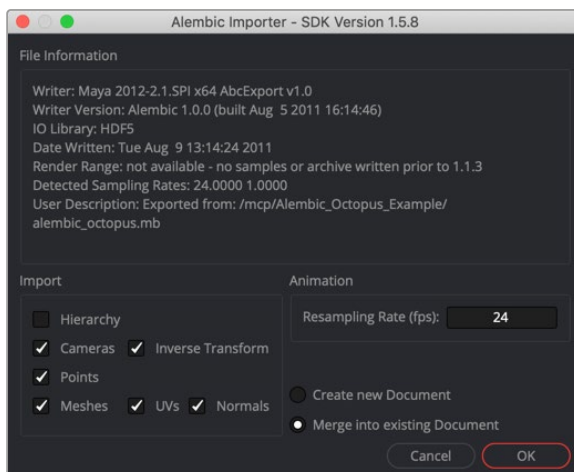 Alembic Importer - SDK Version 1.5.8
File Information
Writer: Maya 2012-2.1.SPI x64 AbcExport v1.0
Writer Version: Alembic 1.0.0 (built Aug  5 2011 16:14:46)
IO Library: HDF5
Date Written: Tue Aug  9 13:14:24 2011
Render Range: not available - no samples or archive written prior to 1.1.3
Detected Sampling Rates: 24.0000 1.0000
User Description: Exported from: /mcp/Alembic_Octopus_Example/
alembic_octopus.mb
Import
Hierarchy
Cameras Inverse Transform
Points
Meshes UVs Normals
Animation
Resampling Rate (fps): 24
Create new Document
Merge into existing Document
Cancel OK